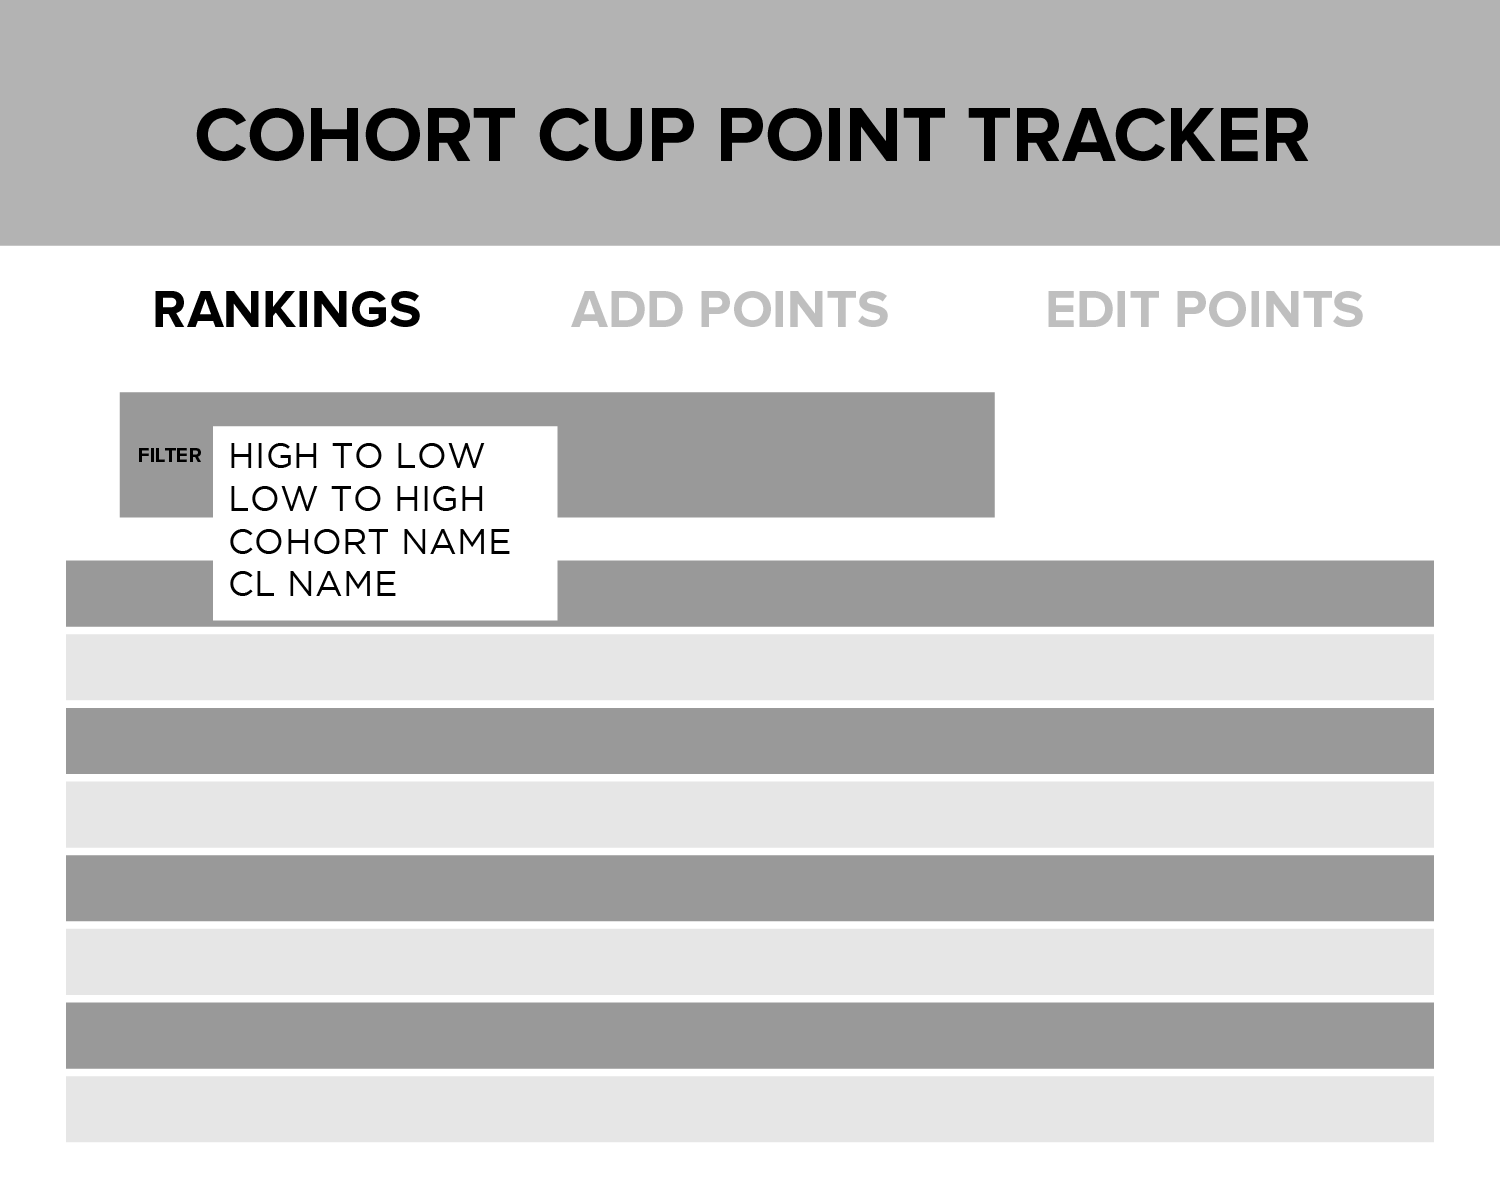 COHORT CUP POINT TRACKER
RANKINGS ADD POINTS EDIT POINTS
FILTER HIGH TO LOW
LOW TO HIGH
COHORT NAME
CL NAME